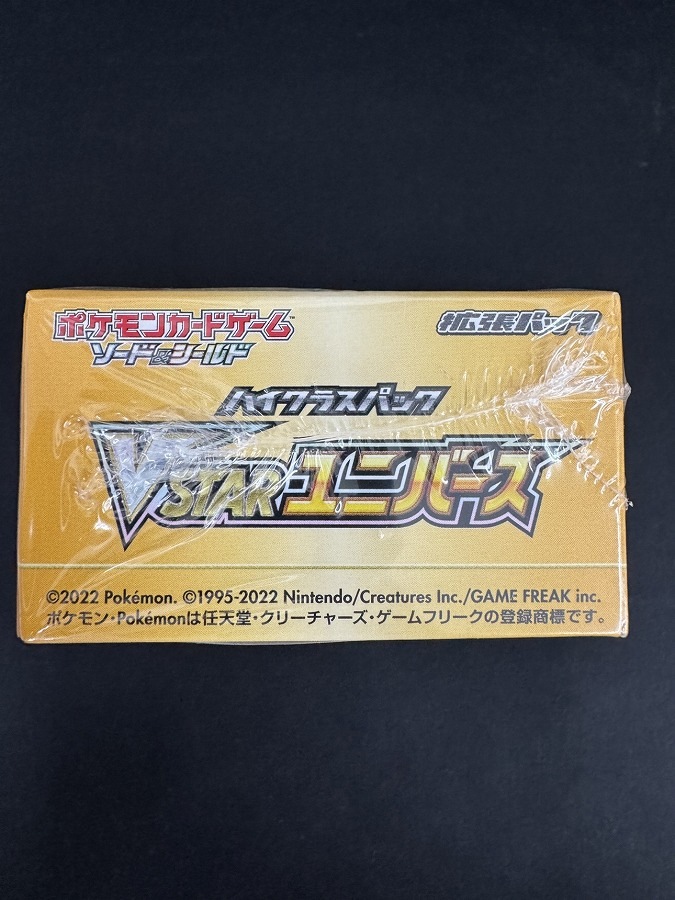 ポケモンカードゲーム™ 拡張パック
ソード&シールド
ハイクラスパック
VSTARユニバース
©2022 Pokémon. ©1995-2022 Nintendo/Creatures Inc./GAME FREAK inc.
ポケモン・Pokémonは任天堂・クリーチャーズ・ゲームフリークの登録商標です。